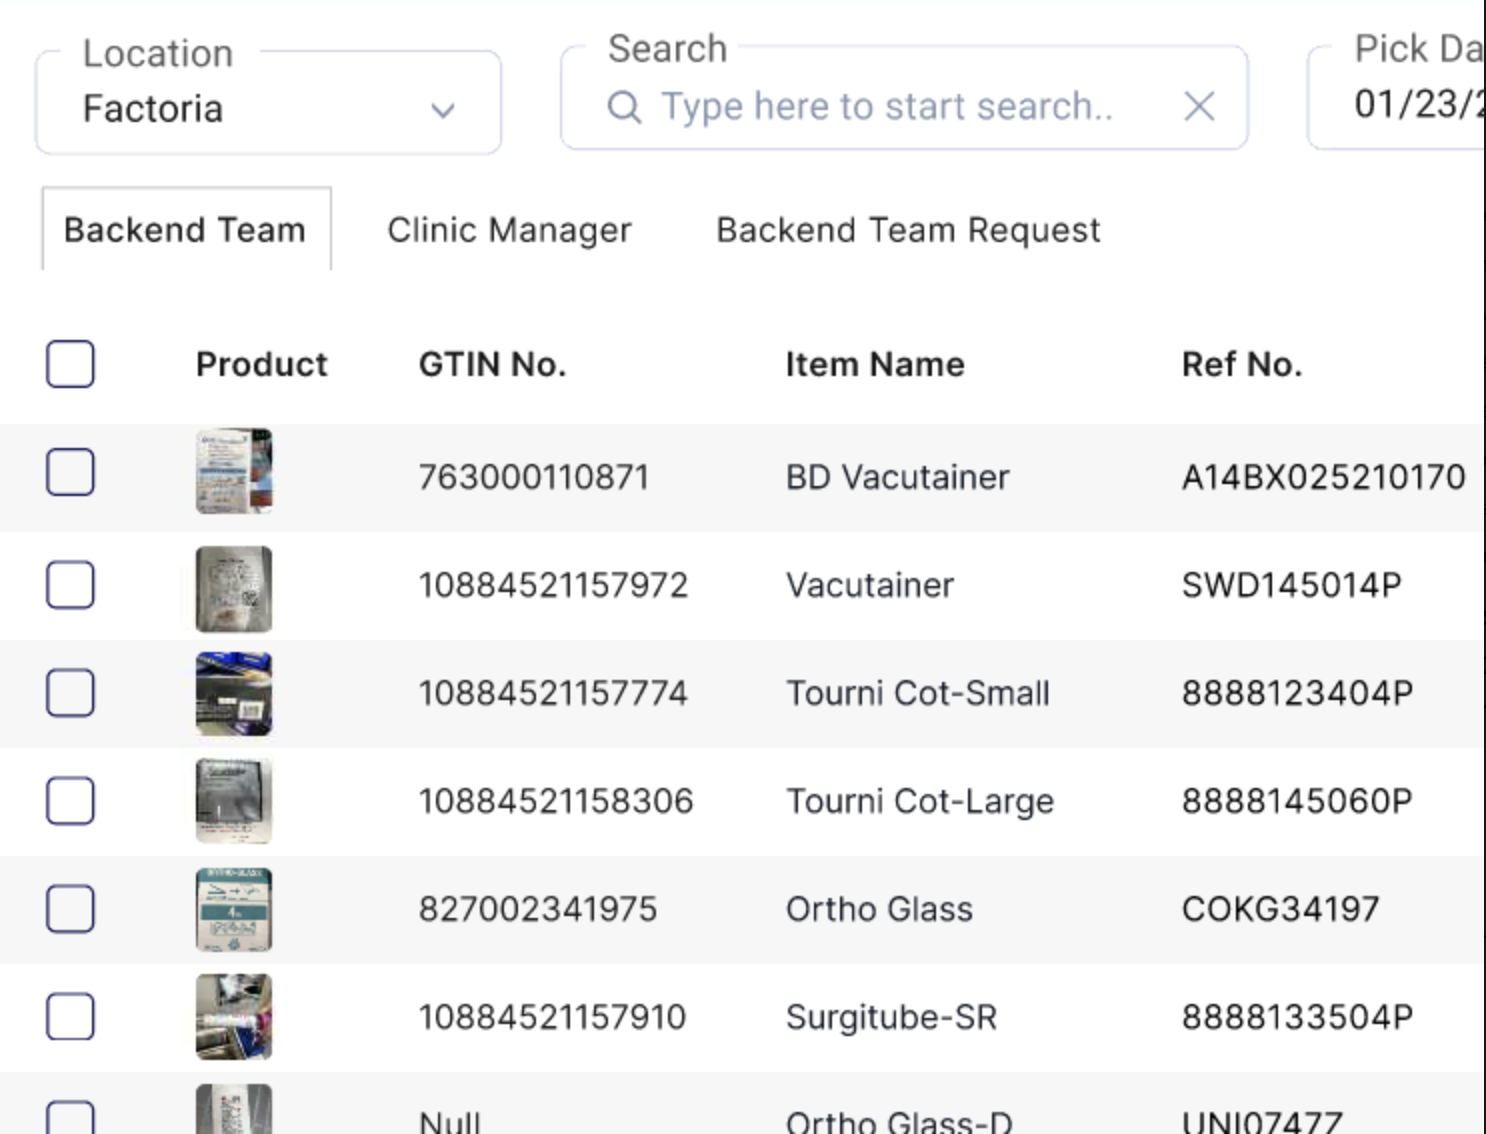 Location
Factoria
Search
Type here to start search..
Pick Da
01/23/2
Backend Team Clinic Manager Backend Team Request
Product GTIN No. Item Name Ref No.
763000110871 BD Vacutainer A14BX025210170
10884521157972 Vacutainer SWD145014P
10884521157774 Tourni Cot-Small 8888123404P
10884521158306 Tourni Cot-Large 8888145060P
827002341975 Ortho Glass COKG34197
10884521157910 Surgitube-SR 8888133504P
Null Ortho Glass-D UNI07477